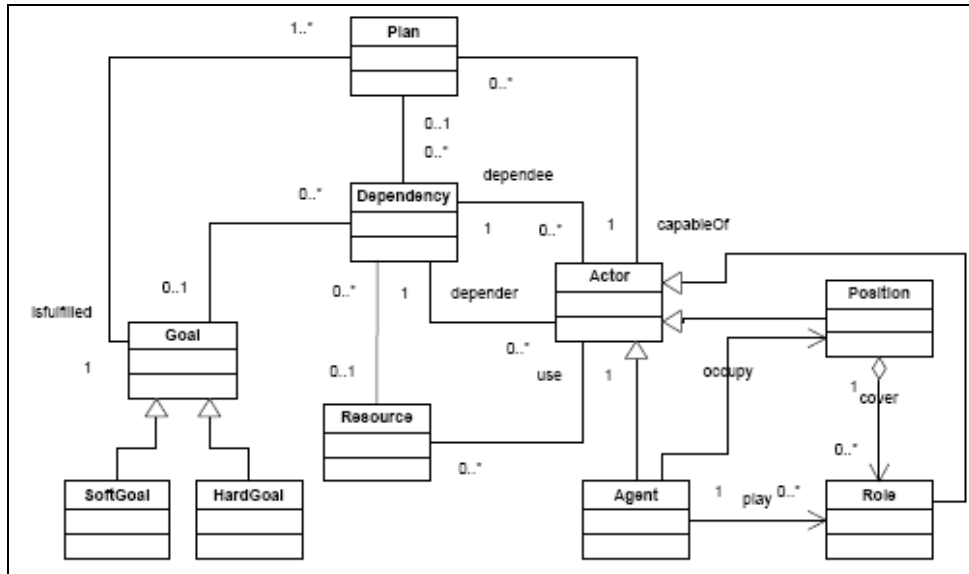 1..*
Plan
0..*
0..1
0..*
dependee
0..*
Dependency
1
0..*
1
capableOf
0..1
0..*
1
depender
Actor
Position
Isfulfilled
Goal
1
0..*
use
1
occupy
1
cover
0..1
Resource
0..*
0..*
SoftGoal
HardGoal
Agent
1
play
0..*
Role